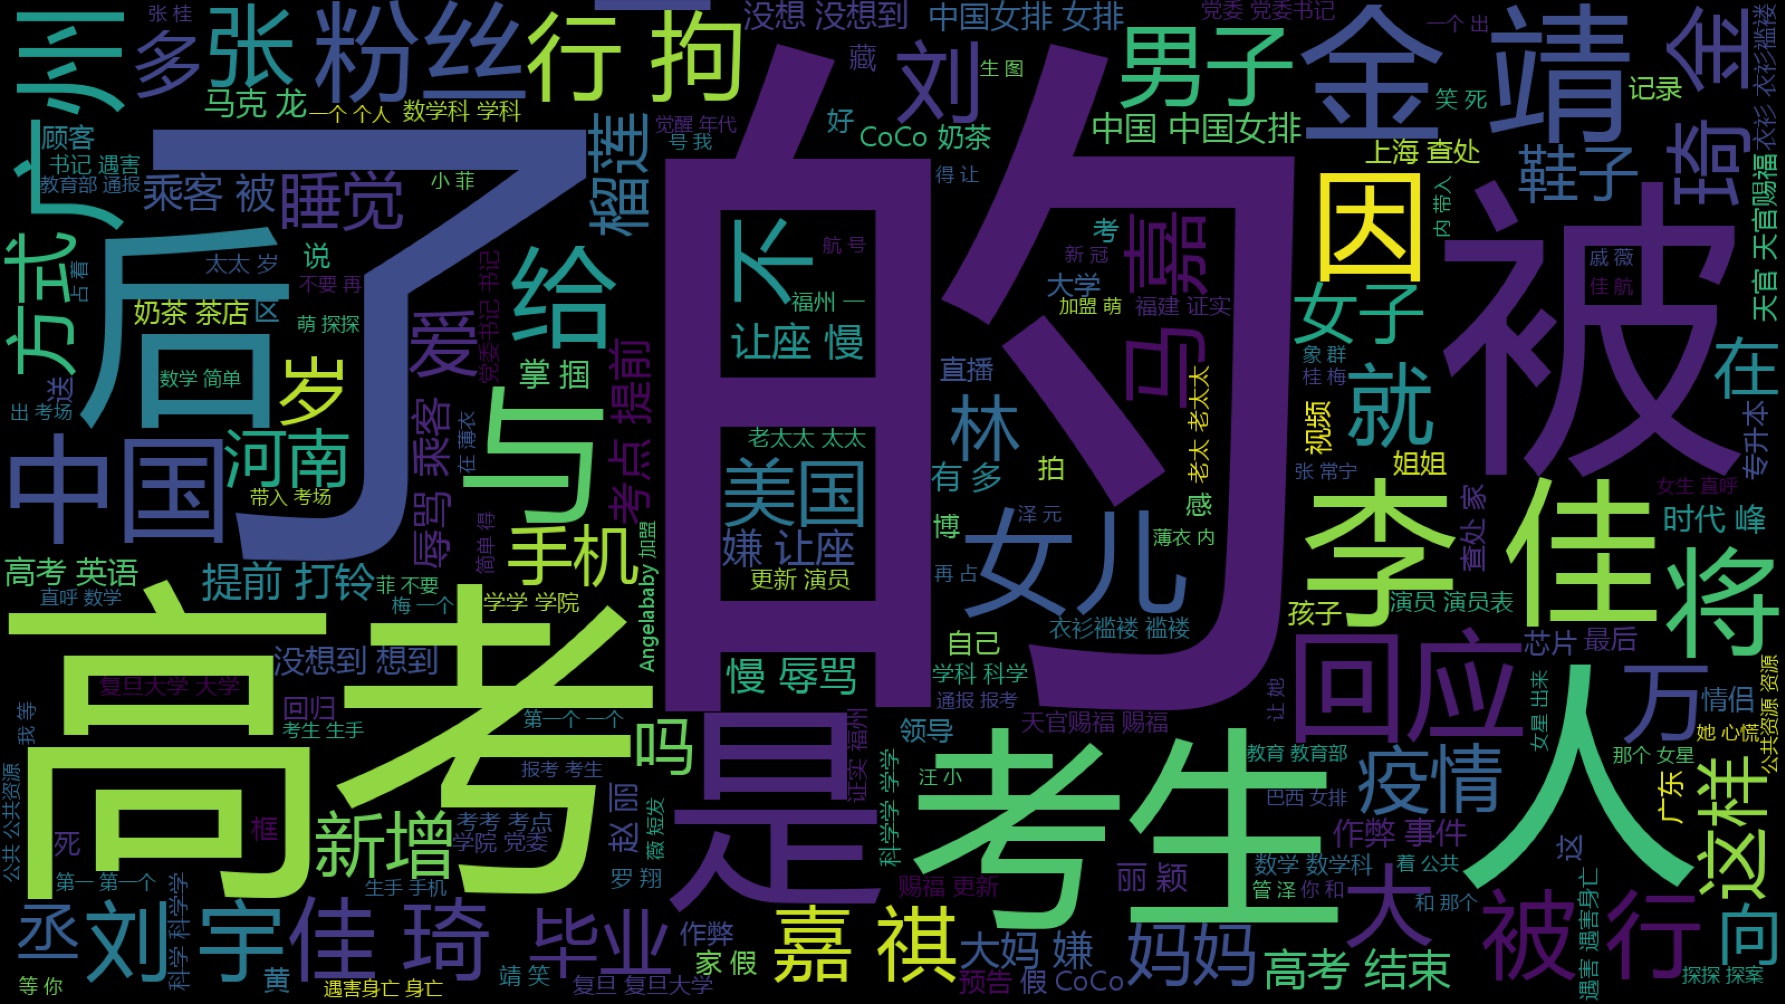 张 桂
没想 没想到
中国女排 女排
党委 党委书记
一个 出
广州
多
张
粉丝
行 拘
藏
刘
生 图
男子
金 靖
金
琦
衣衫 衣衫褴褛
马克 龙
一个 个人
数学科 学科
觉醒 年代
号 我
好
CoCo 奶茶
中国 中国女排
笑 死
记录
顾客
书记 遇害
教育部 通报
乘客 被
睡觉
小 菲
榴莲
得 让
上海 查处
鞋子
天官 天官赐福
方式
占 着
了
后
太太 岁
说
不要 再
党委书记 书记
给
不
航 号
的
考
新 冠
大学
嘉
马
因
内 带入
被
戚 薇
佳 航
奶茶 茶店
区
萌 探探
爱
福州 一
让座 慢
加盟 萌
福建 证实
女子
送
数学 简单
岁
掌 掴
考点 提前
直播
老太 老太太
象 群
桂 梅
就
在
出 考场
中国
河南
带入 考场
乘客
辱骂
在 薄衣
与
老太太 太太
林
有 多
拍
视频
张 常宁
姐姐
专升本
美国
嫌 让座
更新 演员
博
感
泽 元
薄衣 内
女儿
再 占
李 佳
查处 家
女生 直呼
时代 峰
将
高考 英语
直呼 数学
提前 打铃
菲 不要
梅 一个
简单 得
手机
学学 学院
Angelababy 加盟
孩子
演员 演员表
高考
没想到 想到
复旦大学 大学
回归
考生 生手
第一个 一个
慢 辱骂
自己
衣衫褴褛 褴褛
学科 科学
通报 报考
让 她
回应
芯片
最后
人
万
情侣
她 心慌
公共资源 资源
我 等
公共 公共资源
报考 考生
吗
是
证实 福州
领导
天官赐福 赐福
汪 小
考生
教育 教育部
巴西 女排
疫情
女星 出来
那个 女星
广东
这样
死
框
新增
考考 考点
学院 党委
赵 丽
薇 短发
罗 翔
科学学 学学
作弊 事件
数学 数学科
着 公共
这
第一 第一个
科学 科学学
生手 手机
赐福 更新
丽 颖
管 泽
你 和
大
和 那个
丞
刘 宇
佳 琦
毕业
作弊
嘉 祺
大妈 嫌
妈妈
被 行
遇害 遇害身亡
向
等 你
黄
遇害身亡 身亡
靖 笑
复旦 复旦大学
家 假
预告
假 CoCo
高考 结束
探探 探案